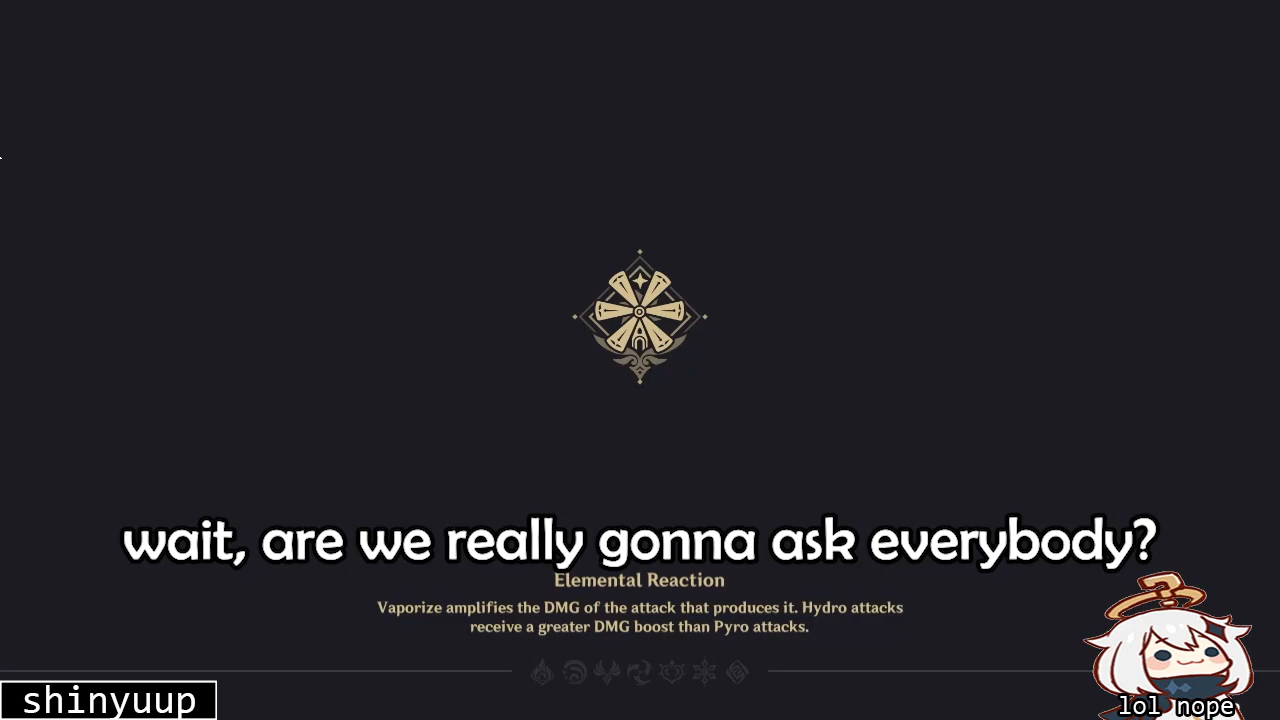 wait, are we really gonna ask everybody?
Elemental Reaction
Vaporize amplifies the DMG of the attack that produces it. Hydro attacks
receive a greater DMG boost than Pyro attacks.
shinyuup
lol nope